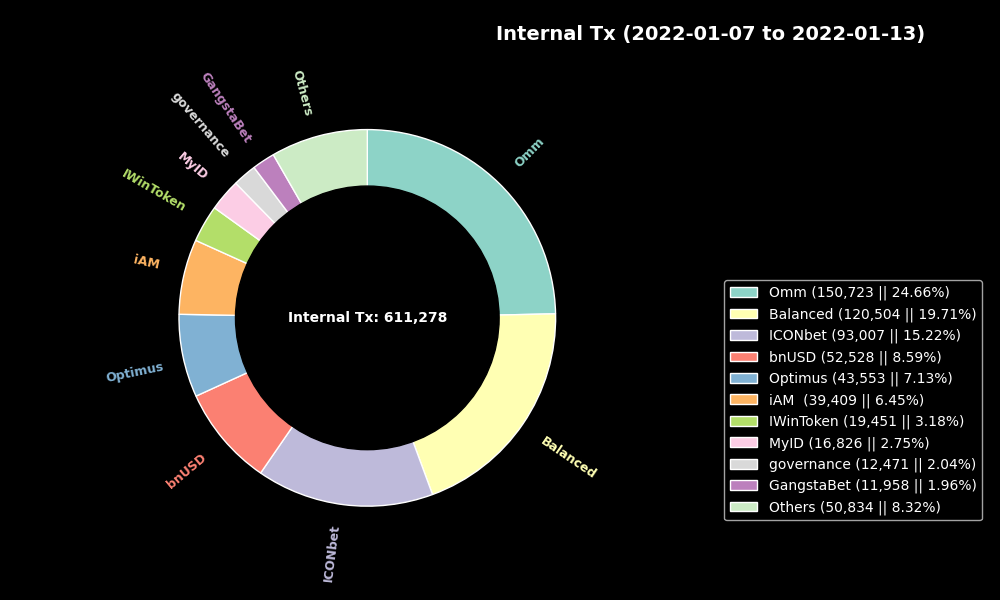 Internal Tx (2022-01-07 to 2022-01-13)
Others
GangstaBet
governance
MyID
IWinToken
iAM
Optimus
bnUSD
ICONbet
Balanced
Omm
Internal Tx: 611,278
Omm (150,723 || 24.66%)
Balanced (120,504 || 19.71%)
ICONbet (93,007 || 15.22%)
bnUSD (52,528 || 8.59%)
Optimus (43,553 || 7.13%)
iAM  (39,409 || 6.45%)
IWinToken (19,451 || 3.18%)
MyID (16,826 || 2.75%)
governance (12,471 || 2.04%)
GangstaBet (11,958 || 1.96%)
Others (50,834 || 8.32%)